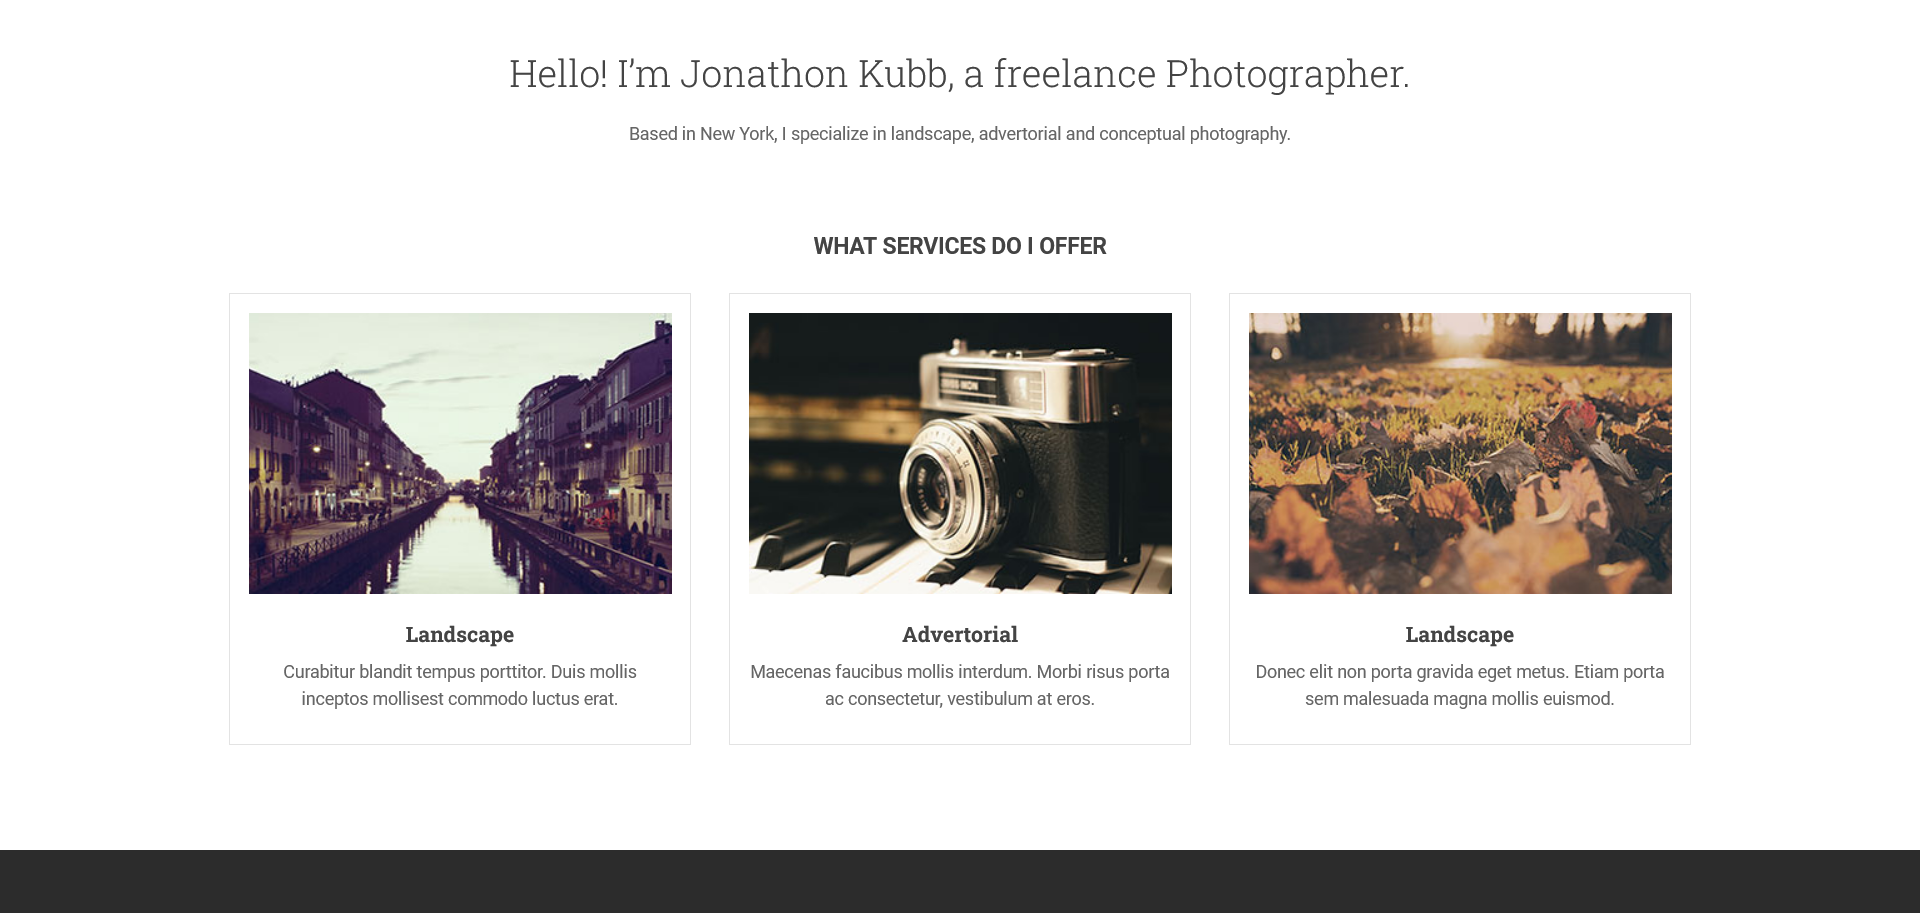 Hello! I’m Jonathon Kubb, a freelance Photographer.
Based in New York, I specialize in landscape, advertorial and conceptual photography.
WHAT SERVICES DO I OFFER
Landscape
Curabitur blandit tempus porttitor. Duis mollis
inceptos mollisest commodo luctus erat.
Advertorial
Maecenas faucibus mollis interdum. Morbi risus porta
ac consectetur, vestibulum at eros.
Landscape
Donec elit non porta gravida eget metus. Etiam porta
sem malesuada magna mollis euismod.